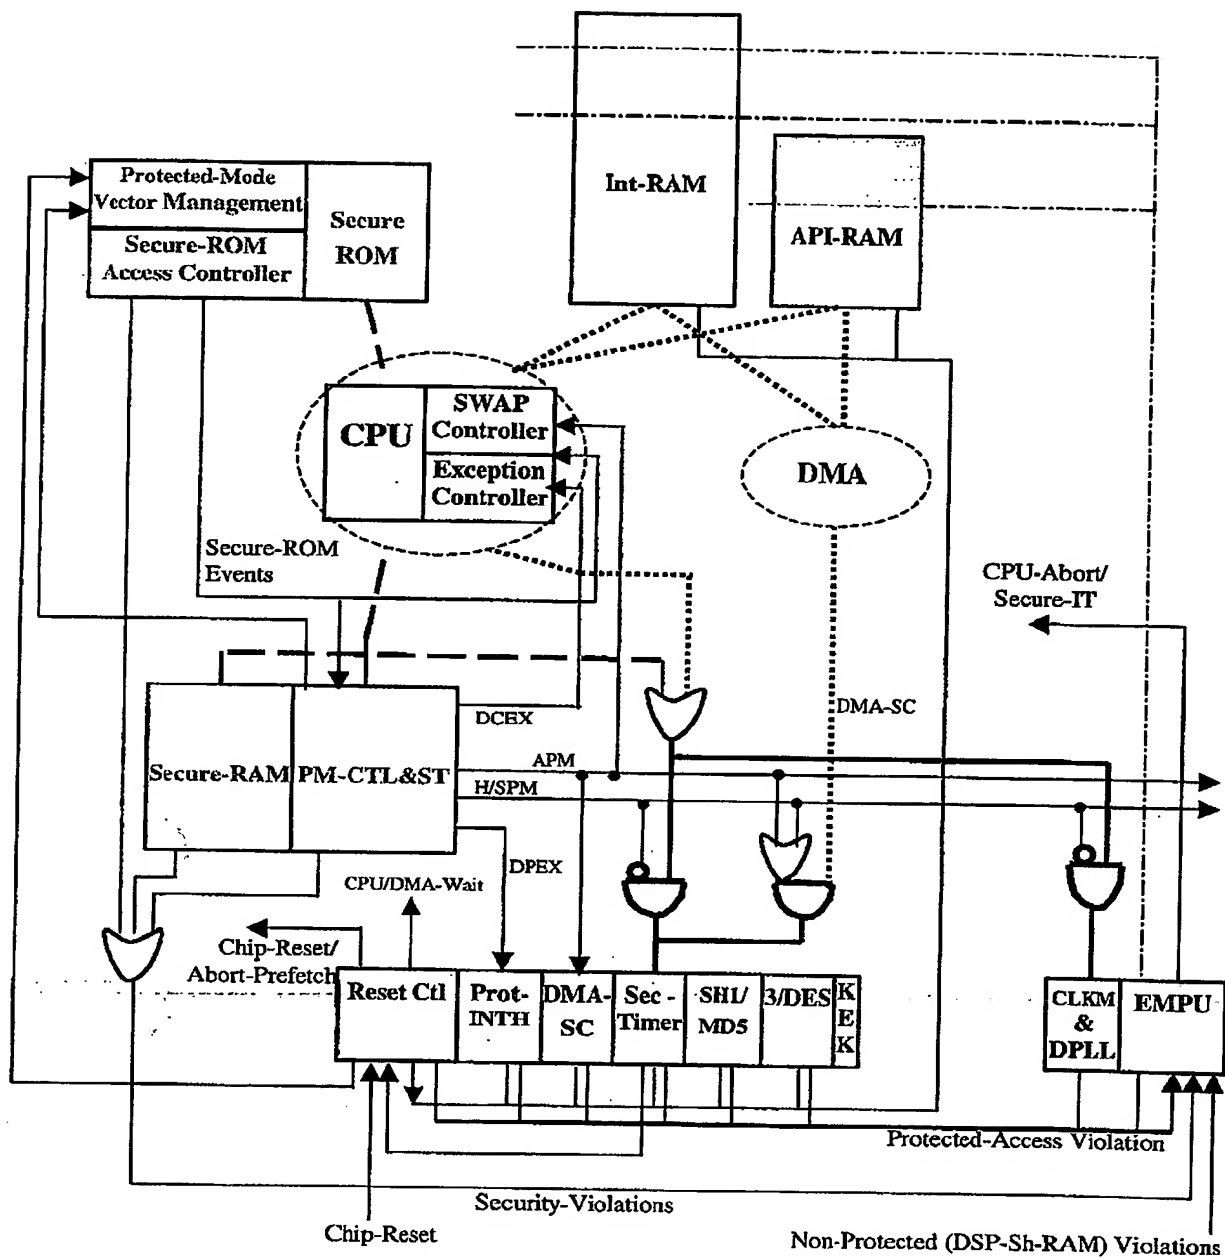 Protected-Mode
Vector Management
Secure-ROM
Access Controller
Secure
ROM
Int-RAM
API-RAM
CPU
SWAP
Controller
Exception
Controller
DMA
Secure-ROM
Events
CPU-Abort/
Secure-IT
DMA-SC
DCEX
Secure-RAM
PM-CTL&ST
APM
H/SPM
DPEX
CPU/DMA-Wait
Chip-Reset/
Abort-Prefetch
Reset Ctl
Prot-
INTH
DMA-
SC
Sec -
Timer
SH1/
MD5
3/DES
K
E
K
CLKM
&
DPLL
EMPU
Protected-Access Violation
Security-Violations
Chip-Reset
Non-Protected (DSP-Sh-RAM) Violations